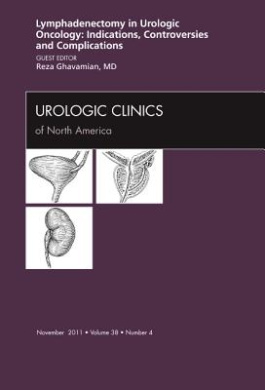 Lymphadenectomy in Urologic
Oncology: Indications, Controversies
and Complications
GUEST EDITOR
Reza Ghavamian, MD
UROLOGIC CLINICS
of North America
November 2011 • Volume 38 • Number 4